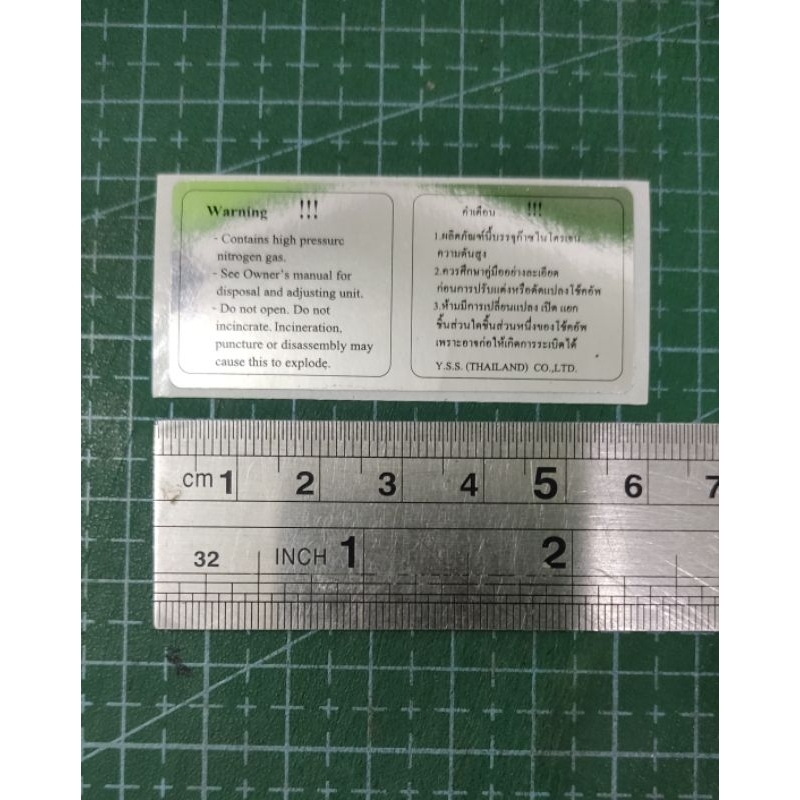 Warning !!!
- Contains high pressure
nitrogen gas.
- See Owner's manual for
disposal and adjusting unit.
- Do not open. Do not
incincrate. Incineration,
puncture or disassembly may
cause this to explode.
คำเตือน !!!
1.ผลิตภัณฑ์นี้บรรจุก๊าซไนโตรเจน
ความดันสูง
2.ควรศึกษาคู่มืออย่างละเอียด
ก่อนการปรับแต่งหรือดัดแปลงโช้คอัพ
3.ห้ามมีการเปลี่ยนแปลง เปิด แยก
ชิ้นส่วนใดชิ้นส่วนหนึ่งของโช้คอัพ
เพราะอาจก่อให้เกิดการระเบิดได้
Y.S.S. (THAILAND) CO.,LTD.
cm 1 2 3 4 5 6 7
32 INCH 1 2